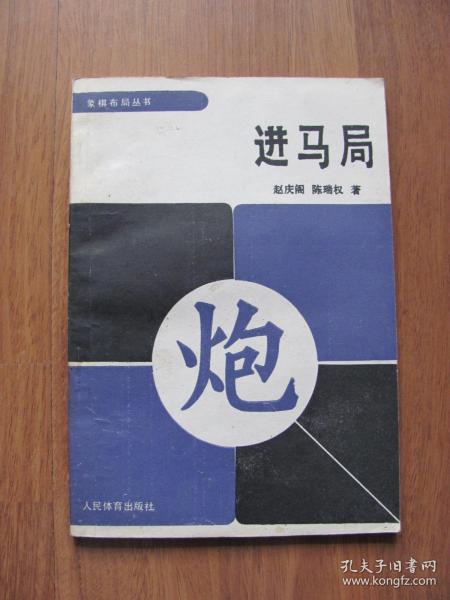 象棋布局丛书
进马局
赵庆阁 陈瑞权 著
炮
人民体育出版社
孔夫子旧书网
www.kongfz.com